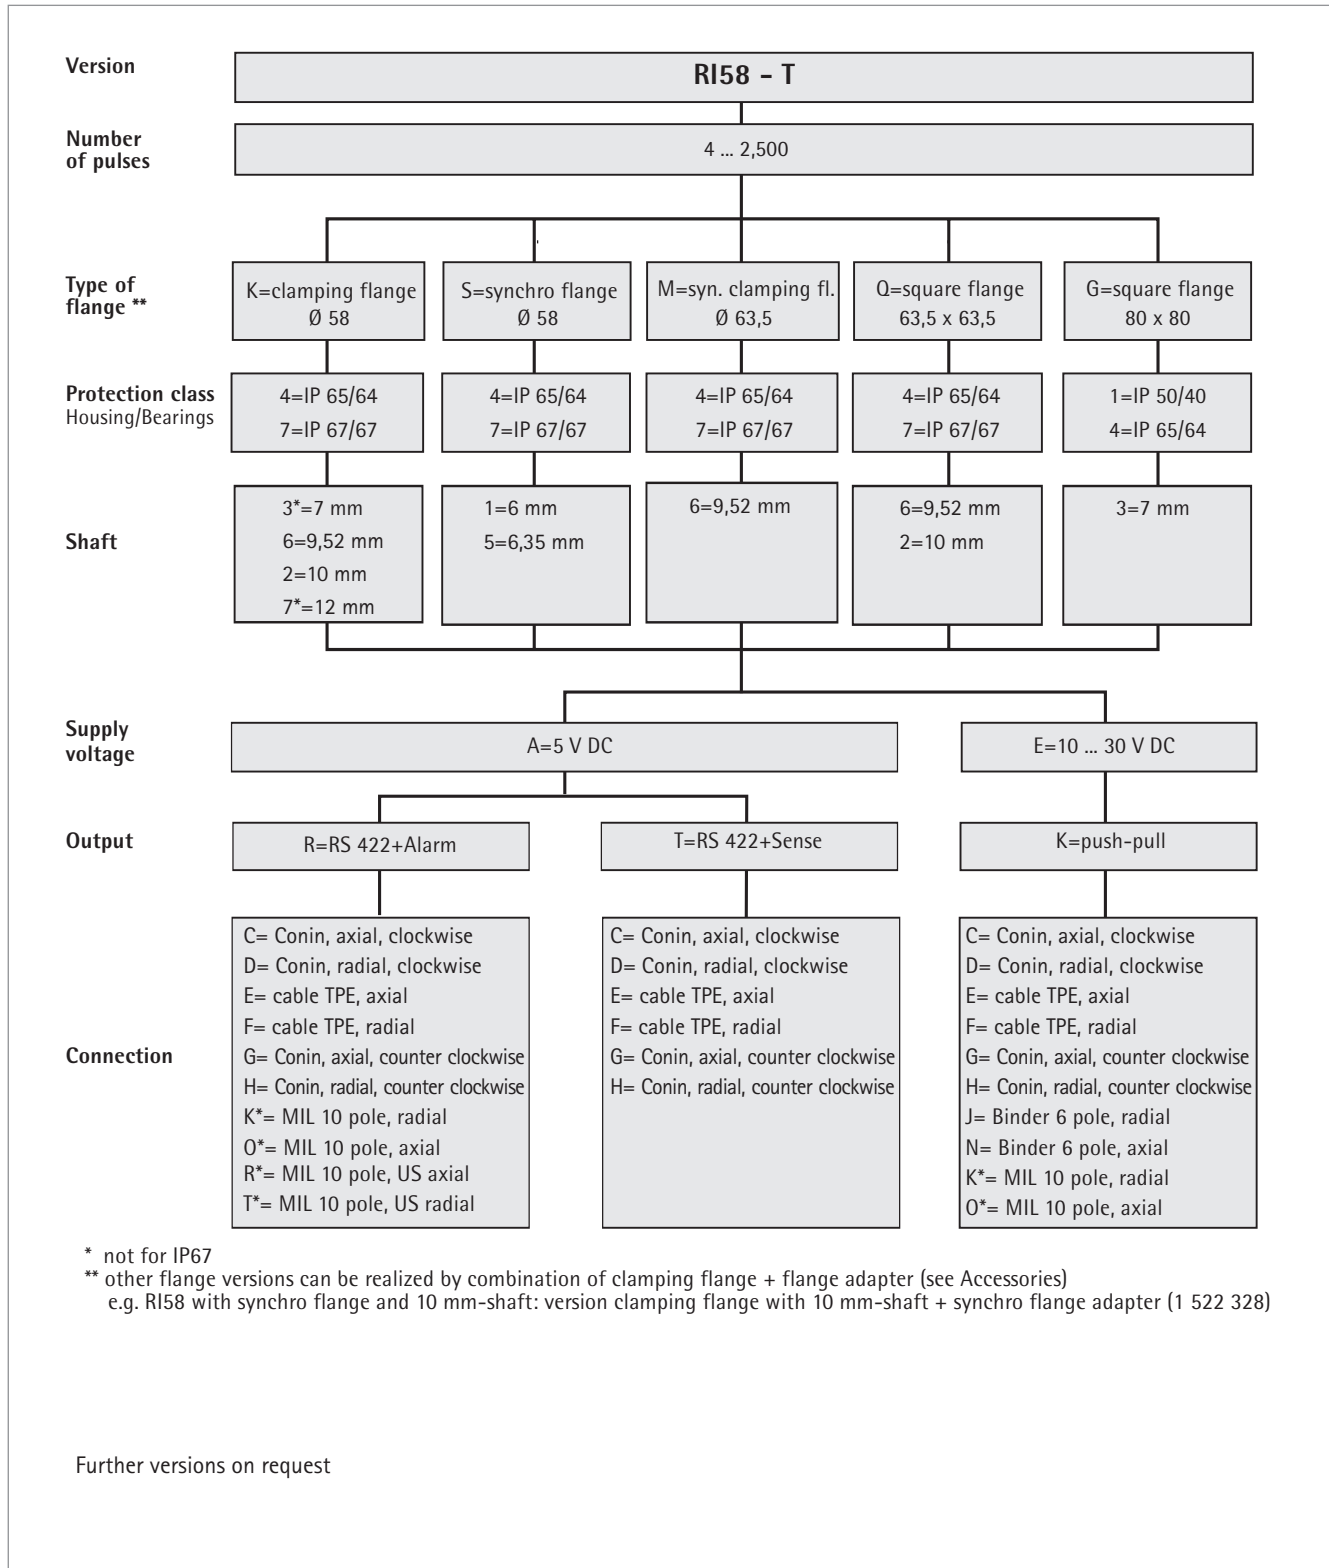 Version
RI58 - T
Number
of pulses
4 ... 2,500
Type of
flange **
K=clamping flange
Ø 58
S=synchro flange
Ø 58
M=syn. clamping fl.
Ø 63,5
Q=square flange
63,5 x 63,5
G=square flange
80 x 80
Protection class
Housing/Bearings
4=IP 65/64
7=IP 67/67
4=IP 65/64
7=IP 67/67
4=IP 65/64
7=IP 67/67
4=IP 65/64
7=IP 67/67
1=IP 50/40
4=IP 65/64
Shaft
3*=7 mm
6=9,52 mm
2=10 mm
7*=12 mm
1=6 mm
5=6,35 mm
6=9,52 mm
6=9,52 mm
2=10 mm
3=7 mm
Supply
voltage
A=5 V DC
E=10 ... 30 V DC
Output
R=RS 422+Alarm
T=RS 422+Sense
K=push-pull
Connection
C= Conin, axial, clockwise
D= Conin, radial, clockwise
E= cable TPE, axial
F= cable TPE, radial
G= Conin, axial, counter clockwise
H= Conin, radial, counter clockwise
K*= MIL 10 pole, radial
O*= MIL 10 pole, axial
R*= MIL 10 pole, US axial
T*= MIL 10 pole, US radial
C= Conin, axial, clockwise
D= Conin, radial, clockwise
E= cable TPE, axial
F= cable TPE, radial
G= Conin, axial, counter clockwise
H= Conin, radial, counter clockwise
C= Conin, axial, clockwise
D= Conin, radial, clockwise
E= cable TPE, axial
F= cable TPE, radial
G= Conin, axial, counter clockwise
H= Conin, radial, counter clockwise
J= Binder 6 pole, radial
N= Binder 6 pole, axial
K*= MIL 10 pole, radial
O*= MIL 10 pole, axial
* not for IP67
** other flange versions can be realized by combination of clamping flange + flange adapter (see Accessories)
e.g. RI58 with synchro flange and 10 mm-shaft: version clamping flange with 10 mm-shaft + synchro flange adapter (1 522 328)
Further versions on request